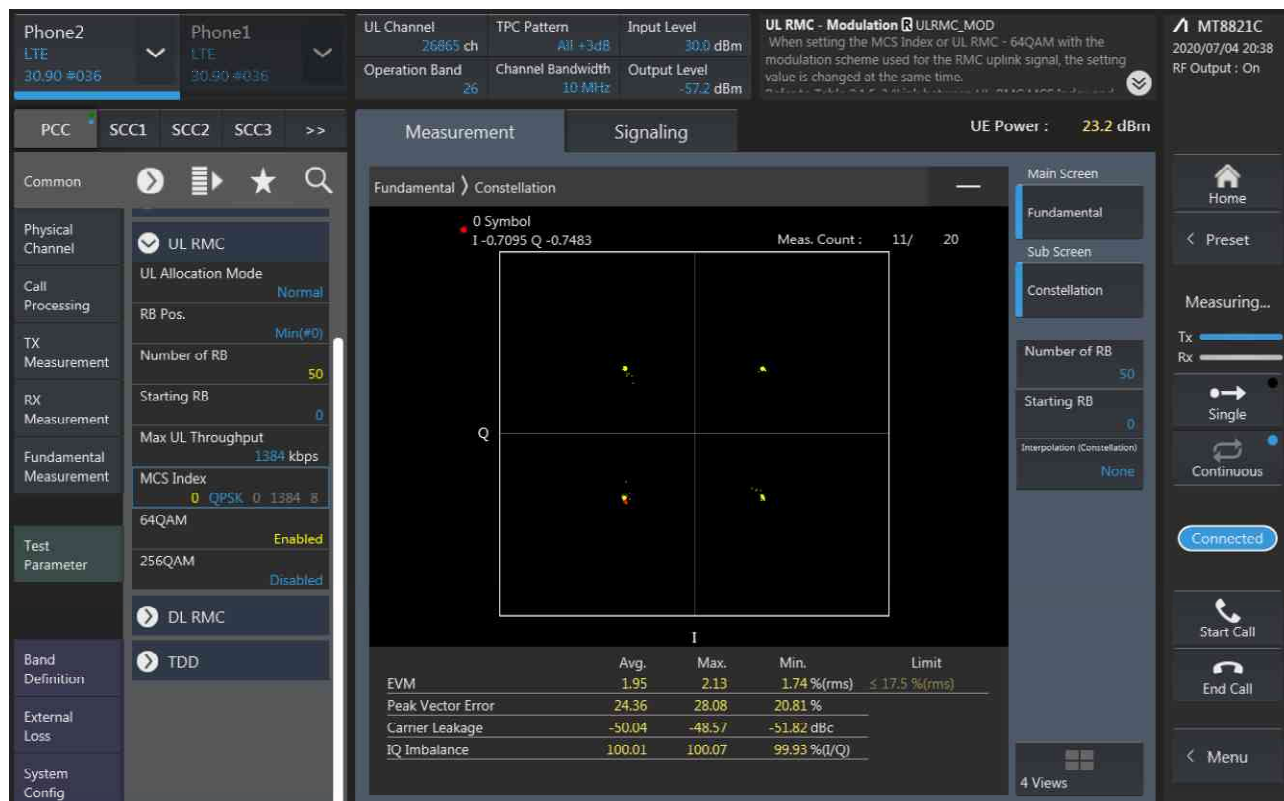 Phone2
LTE
30.90 #036
Phone1
LTE
30.90 #036
UL Channel
26865 ch
TPC Pattern
All +3dB
Input Level
30.0 dBm
Operation Band
26
Channel Bandwidth
10 MHz
Output Level
-57.2 dBm
UL RMC - Modulation R ULRMC_MOD
When setting the MCS Index or UL RMC - 64QAM with the
modulation scheme used for the RMC uplink signal, the setting
value is changed at the same time.
MT8821C
2020/07/04 20:38
RF Output : On
PCC SCC1 SCC2 SCC3 >>
Measurement Signaling
UE Power : 23.2 dBm
Common
Physical
Channel
Call
Processing
TX
Measurement
RX
Measurement
Fundamental
Measurement
Test
Parameter
Band
Definition
External
Loss
System
Config
UL RMC
UL Allocation Mode
Normal
RB Pos.
Min(#0)
Number of RB
50
Starting RB
0
Max UL Throughput
1384 kbps
MCS Index
0 QPSK 0 1384 8
64QAM
Enabled
256QAM
Disabled
DL RMC
TDD
Fundamental ⟩ Constellation
0 Symbol
I -0.7095 Q -0.7483
Meas. Count : 11/ 20
Q
I
Avg. Max. Min. Limit
EVM 1.95 2.13 1.74 %(rms) ≤ 17.5 %(rms)
Peak Vector Error 24.36 28.08 20.81 %
Carrier Leakage -50.04 -48.57 -51.82 dBc
IQ Imbalance 100.01 100.07 99.93 %(I/Q)
Main Screen
Fundamental
Sub Screen
Constellation
Number of RB
50
Starting RB
0
Interpolation (Constellation)
None
4 Views
Home
< Preset
Measuring...
Tx
Rx
Single
Continuous
Connected
Start Call
End Call
< Menu